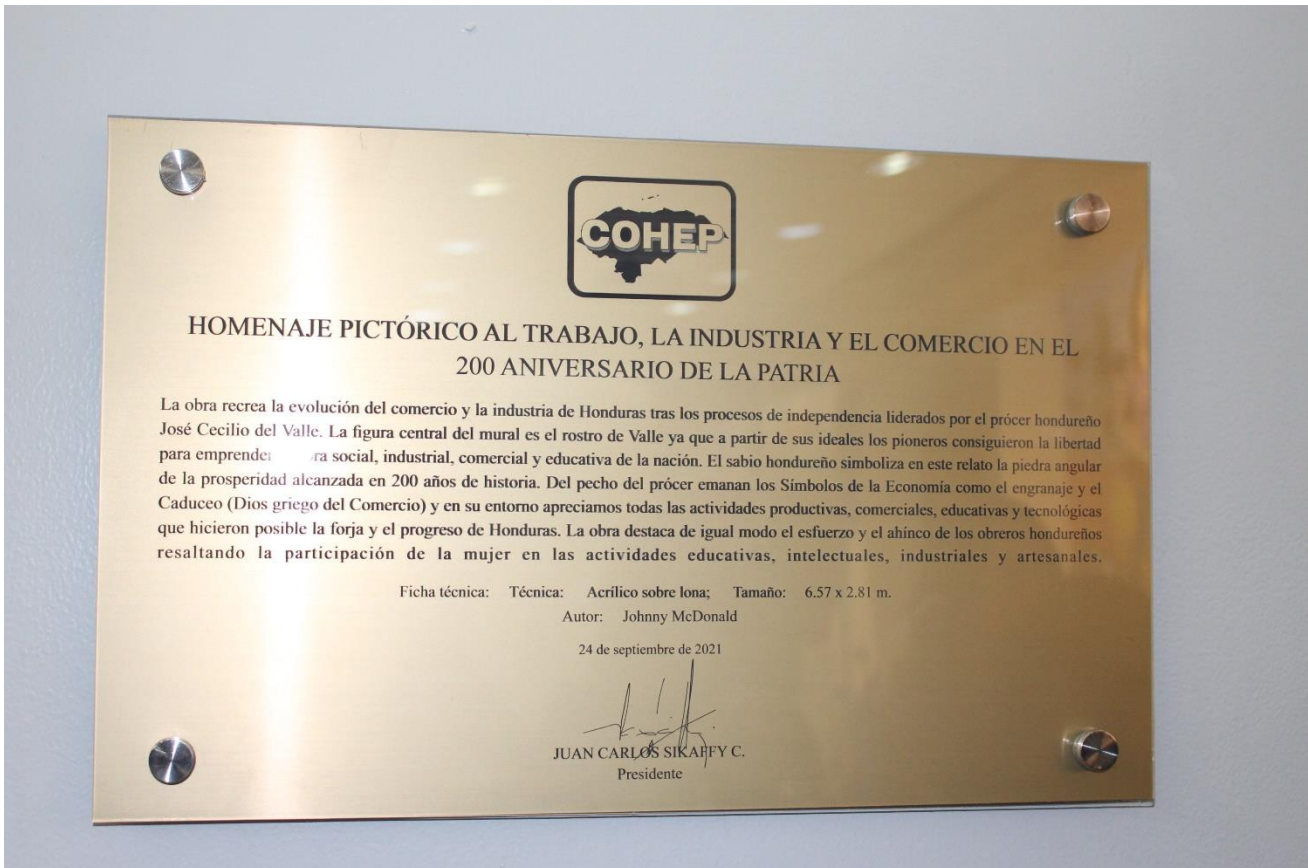 COHEP
HOMENAJE PICTÓRICO AL TRABAJO, LA INDUSTRIA Y EL COMERCIO EN EL
200 ANIVERSARIO DE LA PATRIA
La obra recrea la evolución del comercio y la industria de Honduras tras los procesos de independencia liderados por el prócer hondureño
José Cecilio del Valle. La figura central del mural es el rostro de Valle ya que a partir de sus ideales los pioneros consiguieron la libertad
para social, industrial, comercial y educativa de la nación. El sabio hondureño simboliza en este relato la piedra angular
de la prosperidad alcanzada en 200 años de historia. Del pecho del prócer emanan los Símbolos de la Economía como el engranaje y el
Caduceo (Dios griego del Comercio) y en su entorno apreciamos todas las actividades productivas, comerciales, educativas y tecnológicas
que hicieron posible la forja y el progreso de Honduras. La obra destaca de igual modo el esfuerzo y el ahínco de los obreros hondureños
resaltando la participación de la mujer en las actividades educativas, intelectuales, industriales y artesanales.
Ficha técnica: Técnica: Acrílico sobre lona; Tamaño: 6.57 x 2.81 m.
Autor: Johnny McDonald
24 de septiembre de 2021
JUAN CARLOS SIKAFFY C.
Presidente